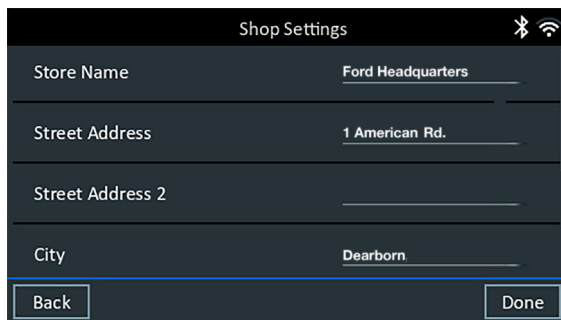 Shop Settings
Store Name Ford Headquarters
Street Address 1 American Rd.
Street Address 2
City Dearborn
Back Done